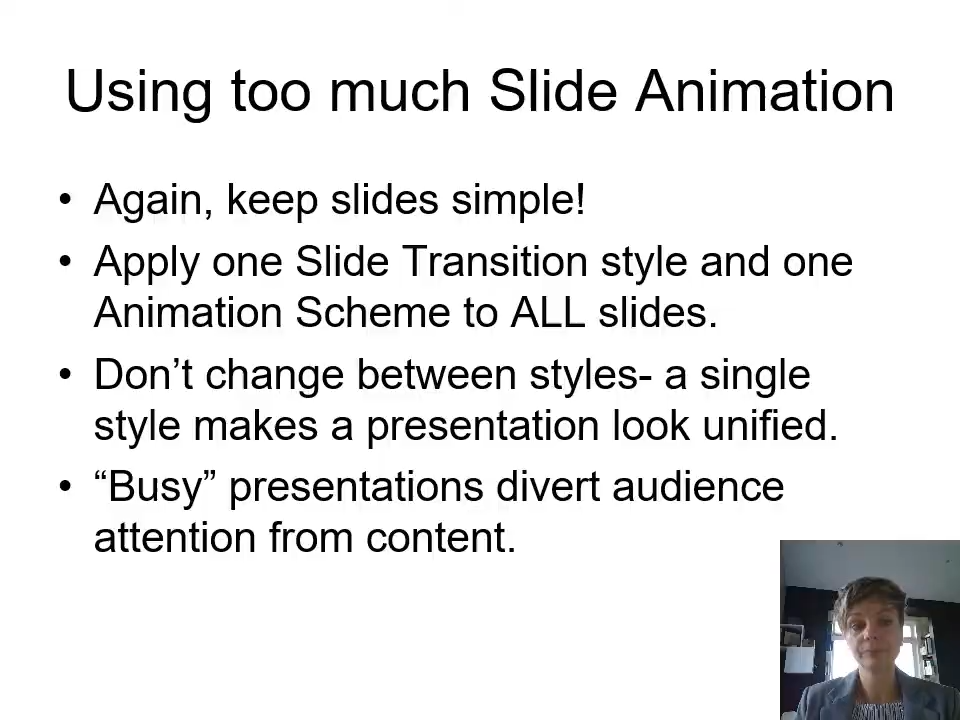 Using too much Slide Animation
• Again, keep slides simple!
• Apply one Slide Transition style and one
Animation Scheme to ALL slides.
• Don’t change between styles- a single
style makes a presentation look unified.
• “Busy” presentations divert audience
attention from content.